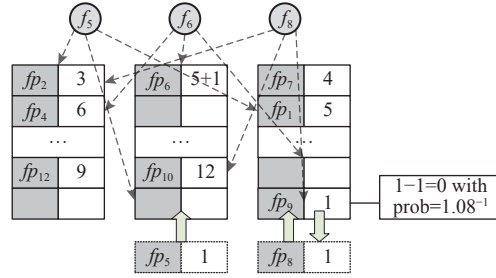 f5 f6 f8
fp2 3 fp6 5+1 fp7 4
fp4 6 fp1 5
... ... ...
fp12 9 fp10 12
fp9 1
1−1=0 with
prob=1.08⁻¹
fp5 1 fp8 1